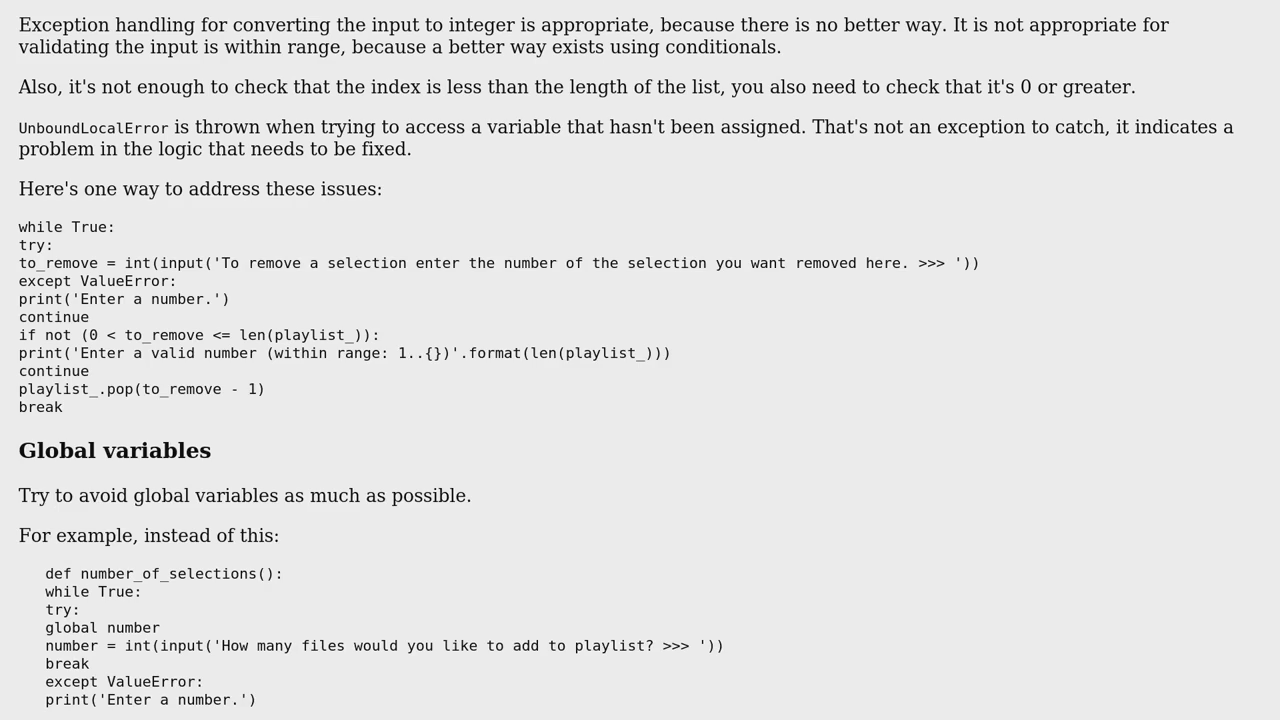 Exception handling for converting the input to integer is appropriate, because there is no better way. It is not appropriate for
validating the input is within range, because a better way exists using conditionals.
Also, it's not enough to check that the index is less than the length of the list, you also need to check that it's 0 or greater.
UnboundLocalError is thrown when trying to access a variable that hasn't been assigned. That's not an exception to catch, it indicates a
problem in the logic that needs to be fixed.
Here's one way to address these issues:
while True:
try:
to_remove = int(input('To remove a selection enter the number of the selection you want removed here. >>> '))
except ValueError:
print('Enter a number.')
continue
if not (0 < to_remove <= len(playlist_)):
print('Enter a valid number (within range: 1..{})'.format(len(playlist_)))
continue
playlist_.pop(to_remove - 1)
break
Global variables
Try to avoid global variables as much as possible.
For example, instead of this:
def number_of_selections():
while True:
try:
global number
number = int(input('How many files would you like to add to playlist? >>> '))
break
except ValueError:
print('Enter a number.')